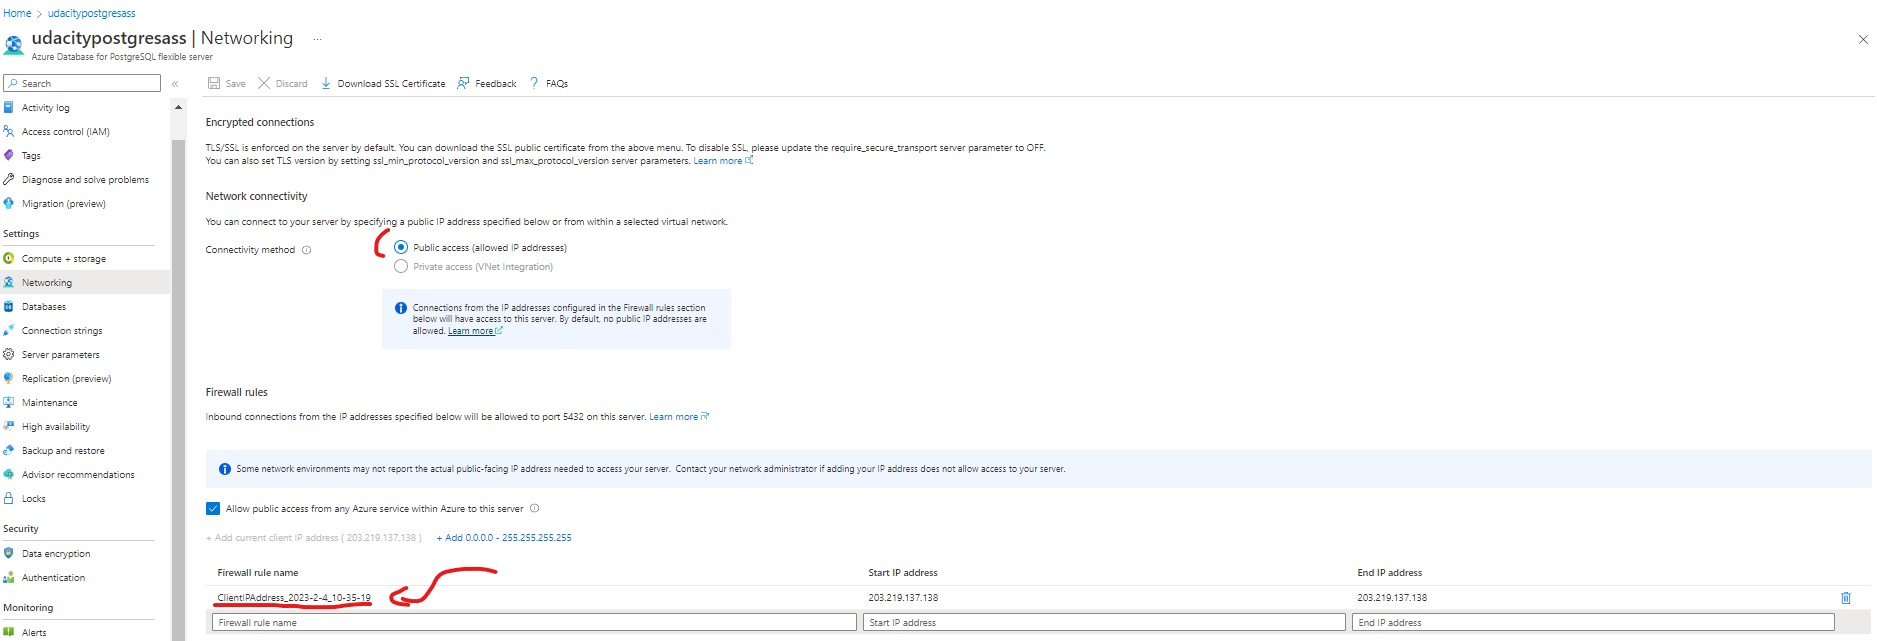 Home > udacitypostgresass
udacitypostgresass | Networking ...
Azure Database for PostgreSQL flexible server
Search «
Save Discard Download SSL Certificate Feedback FAQs
Activity log
Access control (IAM)
Tags
Diagnose and solve problems
Migration (preview)
Settings
Compute + storage
Networking
Databases
Connection strings
Server parameters
Replication (preview)
Maintenance
High availability
Backup and restore
Advisor recommendations
Locks
Security
Data encryption
Authentication
Monitoring
Alerts
Encrypted connections
TLS/SSL is enforced on the server by default. You can download the SSL public certificate from the above menu. To disable SSL, please update the require_secure_transport server parameter to OFF.
You can also set TLS version by setting ssl_min_protocol_version and ssl_max_protocol_version server parameters. Learn more
Network connectivity
You can connect to your server by specifying a public IP address specified below or from within a selected virtual network.
Connectivity method
Public access (allowed IP addresses)
Private access (VNet Integration)
Connections from the IP addresses configured in the Firewall rules section
below will have access to this server. By default, no public IP addresses are
allowed. Learn more
Firewall rules
Inbound connections from the IP addresses specified below will be allowed to port 5432 on this server. Learn more
Some network environments may not report the actual public-facing IP address needed to access your server. Contact your network administrator if adding your IP address does not allow access to your server.
Allow public access from any Azure service within Azure to this server
+ Add current client IP address ( 203.219.137.138 ) + Add 0.0.0.0 - 255.255.255.255
Firewall rule name Start IP address End IP address
ClientIPAddress_2023-2-4_10-35-19 203.219.137.138 203.219.137.138
Firewall rule name Start IP address End IP address